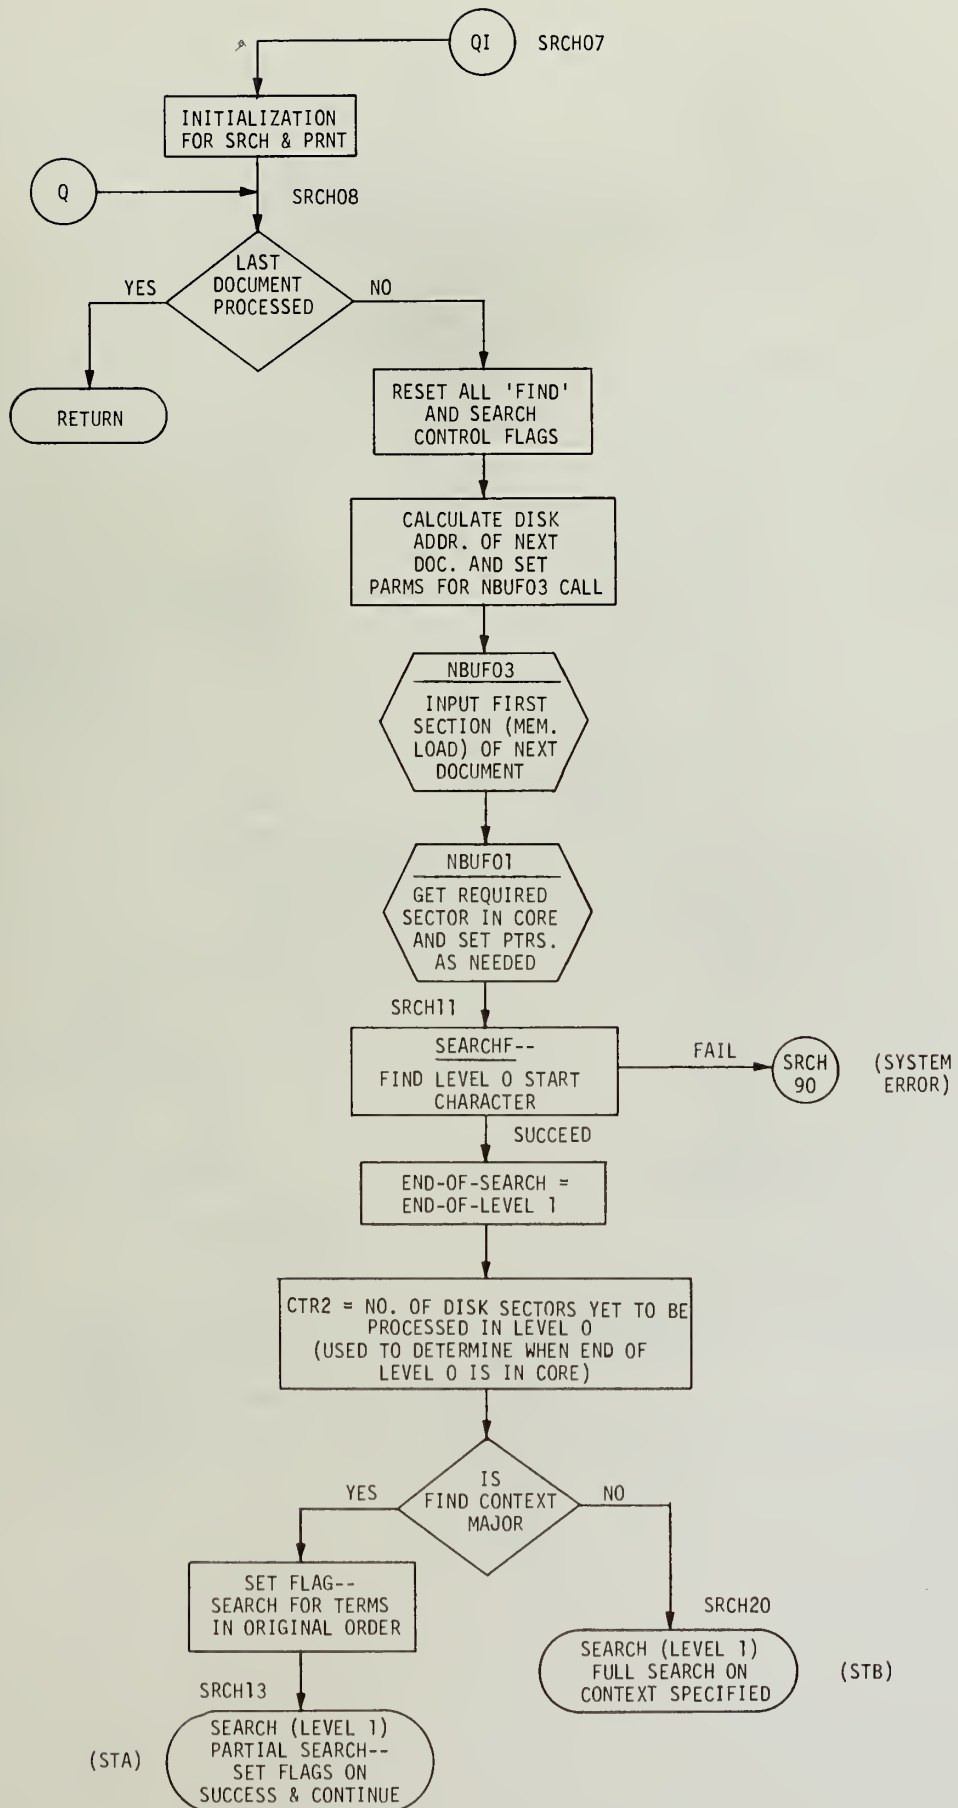 QI
SRCH07
INITIALIZATION
FOR SRCH & PRNT
Q
SRCH08
LAST
DOCUMENT
PROCESSED
YES
NO
RETURN
RESET ALL 'FIND'
AND SEARCH
CONTROL FLAGS
CALCULATE DISK
ADDR. OF NEXT
DOC. AND SET
PARMS FOR NBUF03 CALL
NBUF03
INPUT FIRST
SECTION (MEM.
LOAD) OF NEXT
DOCUMENT
NBUF01
GET REQUIRED
SECTOR IN CORE
AND SET PTRS.
AS NEEDED
SRCH11
SEARCHF--
FIND LEVEL 0 START
CHARACTER
FAIL
SRCH
90
(SYSTEM
ERROR)
SUCCEED
END-OF-SEARCH =
END-OF-LEVEL 1
CTR2 = NO. OF DISK SECTORS YET TO BE
PROCESSED IN LEVEL 0
(USED TO DETERMINE WHEN END OF
LEVEL 0 IS IN CORE)
IS
FIND CONTEXT
MAJOR
YES
NO
SET FLAG--
SEARCH FOR TERMS
IN ORIGINAL ORDER
SRCH20
SEARCH (LEVEL 1)
FULL SEARCH ON
CONTEXT SPECIFIED
(STB)
SRCH13
SEARCH (LEVEL 1)
PARTIAL SEARCH--
SET FLAGS ON
SUCCESS & CONTINUE
(STA)